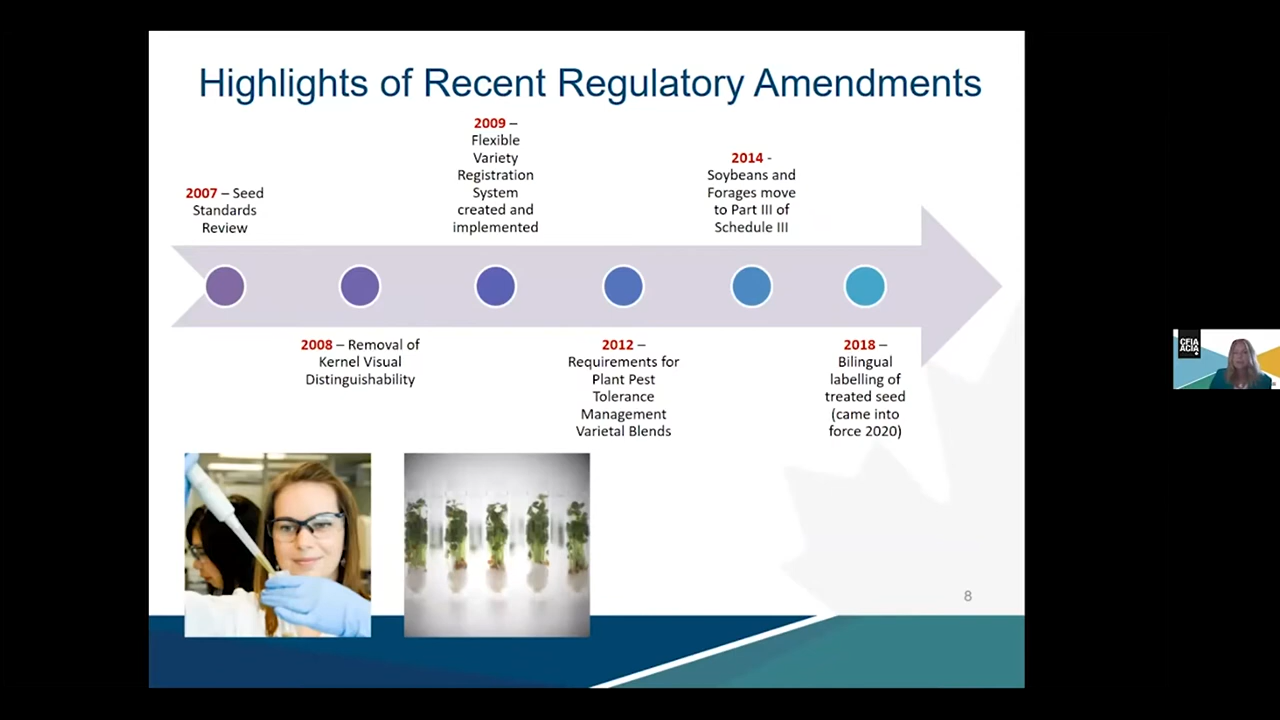 Highlights of Recent Regulatory Amendments
2007 – Seed
Standards
Review
2008 – Removal of
Kernel Visual
Distinguishability
2009 –
Flexible
Variety
Registration
System
created and
implemented
2012 –
Requirements for
Plant Pest
Tolerance
Management
Varietal Blends
2014 -
Soybeans and
Forages move
to Part III of
Schedule III
2018 –
Bilingual
labelling of
treated seed
(came into
force 2020)
8
CFIA
ACIA